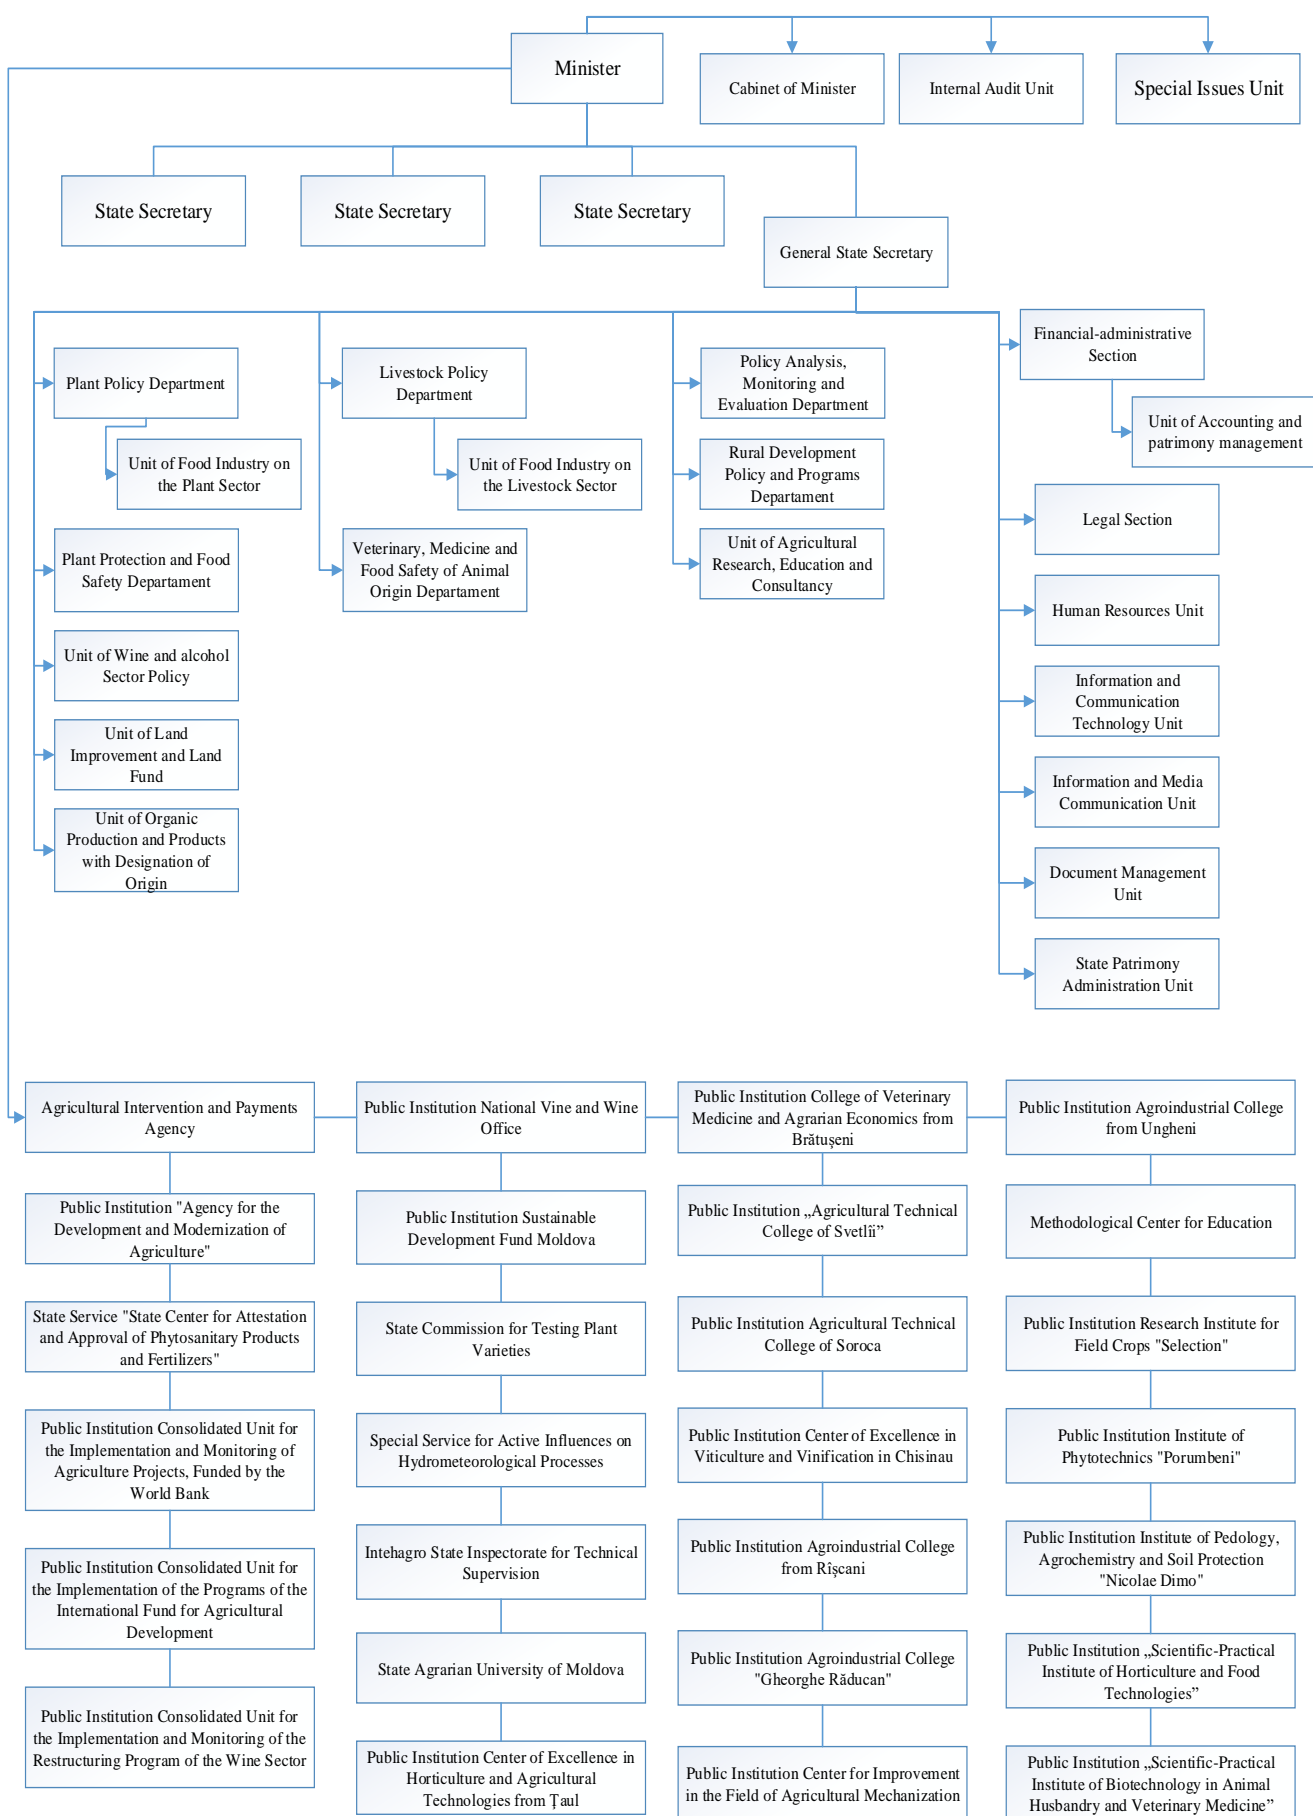 Minister
Cabinet of Minister
Internal Audit Unit
Special Issues Unit
State Secretary
State Secretary
State Secretary
General State Secretary
Plant Policy Department
Unit of Food Industry on
the Plant Sector
Plant Protection and Food
Safety Departament
Unit of Wine and alcohol
Sector Policy
Unit of Land
Improvement and Land
Fund
Unit of Organic
Production and Products
with Designation of
Origin
Livestock Policy
Department
Unit of Food Industry on
the Livestock Sector
Veterinary, Medicine and
Food Safety of Animal
Origin Departament
Policy Analysis,
Monitoring and
Evaluation Department
Rural Development
Policy and Programs
Departament
Unit of Agricultural
Research, Education and
Consultancy
Financial-administrative
Section
Unit of Accounting and
patrimony management
Legal Section
Human Resources Unit
Information and
Communication
Technology Unit
Information and Media
Communication Unit
Document Management
Unit
State Patrimony
Administration Unit
Agricultural Intervention and Payments
Agency
Public Institution "Agency for the
Development and Modernization of
Agriculture"
State Service "State Center for Attestation
and Approval of Phytosanitary Products
and Fertilizers"
Public Institution Consolidated Unit for
the Implementation and Monitoring of
Agriculture Projects, Funded by the
World Bank
Public Institution Consolidated Unit for
the Implementation of the Programs of the
International Fund for Agricultural
Development
Public Institution Consolidated Unit for
the Implementation and Monitoring of the
Restructuring Program of the Wine Sector
Public Institution National Vine and Wine
Office
Public Institution Sustainable
Development Fund Moldova
State Commission for Testing Plant
Varieties
Special Service for Active Influences on
Hydrometeorological Processes
Intehagro State Inspectorate for Technical
Supervision
State Agrarian University of Moldova
Public Institution Center of Excellence in
Horticulture and Agricultural
Technologies from Țaul
Public Institution College of Veterinary
Medicine and Agrarian Economics from
Brătușeni
Public Institution „Agricultural Technical
College of Svetlîi”
Public Institution Agricultural Technical
College of Soroca
Public Institution Center of Excellence in
Viticulture and Vinification in Chisinau
Public Institution Agroindustrial College
from Rîșcani
Public Institution Agroindustrial College
"Gheorghe Răducan"
Public Institution Center for Improvement
in the Field of Agricultural Mechanization
Public Institution Agroindustrial College
from Ungheni
Methodological Center for Education
Public Institution Research Institute for
Field Crops "Selection"
Public Institution Institute of
Phytotechnics "Porumbeni"
Public Institution Institute of Pedology,
Agrochemistry and Soil Protection
"Nicolae Dimo"
Public Institution „Scientific-Practical
Institute of Horticulture and Food
Technologies”
Public Institution „Scientific-Practical
Institute of Biotechnology in Animal
Husbandry and Veterinary Medicine”